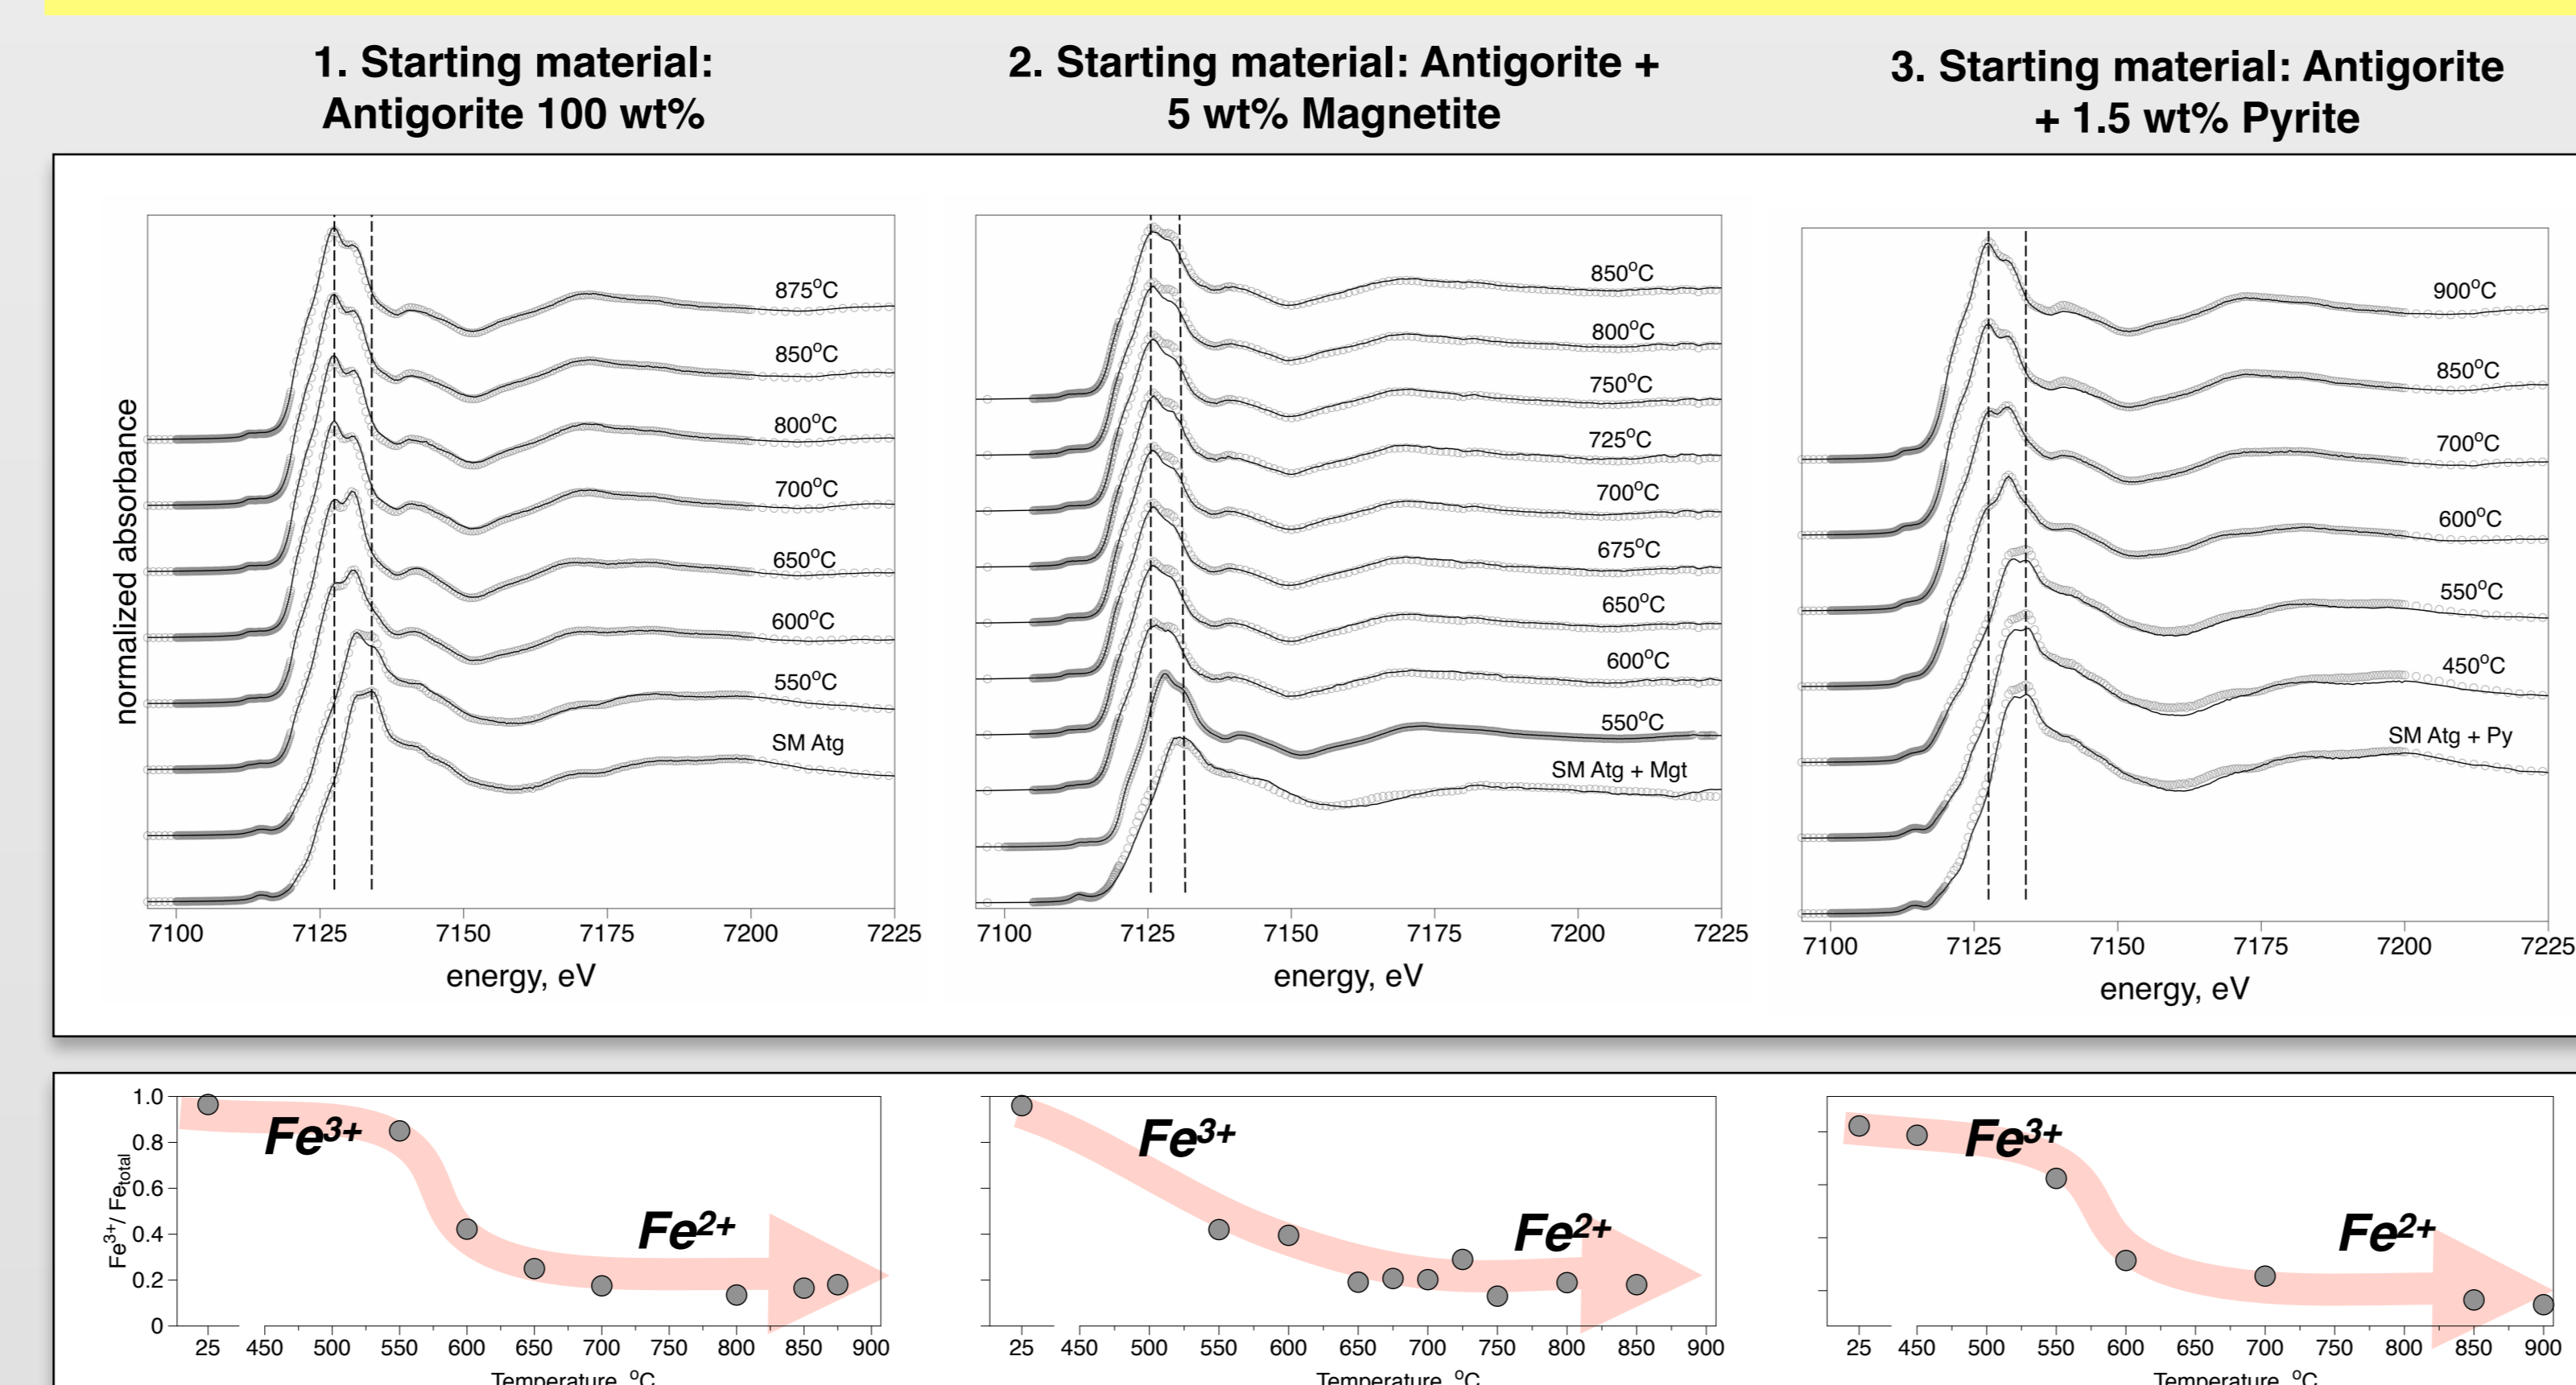 1. Starting material:
Antigorite 100 wt%
2. Starting material: Antigorite +
5 wt% Magnetite
3. Starting material: Antigorite
+ 1.5 wt% Pyrite
normalized absorbance
875°C
850°C
800°C
700°C
650°C
600°C
550°C
SM Atg
7100 7125 7150 7175 7200 7225
energy, eV
850°C
800°C
750°C
725°C
700°C
675°C
650°C
600°C
550°C
SM Atg + Mgt
7100 7125 7150 7175 7200 7225
energy, eV
900°C
850°C
700°C
600°C
550°C
450°C
SM Atg + Py
7100 7125 7150 7175 7200 7225
energy, eV
Fe3+/ Fetotal
1.0
0.8
0.6
0.4
0.2
0
Fe3+
Fe2+
25 450 500 550 600 650 700 750 800 850 900
Temperature, °C
Fe3+
Fe2+
25 450 500 550 600 650 700 750 800 850 900
Temperature, °C
Fe3+
Fe2+
25 450 500 550 600 650 700 750 800 850 900
Temperature, °C